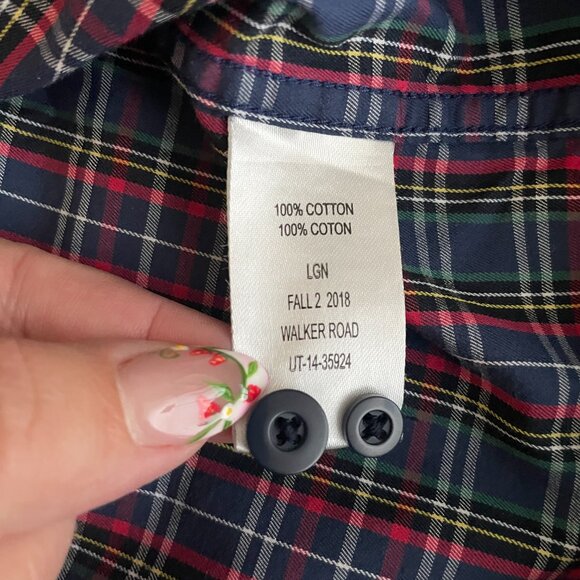 100% COTTON
100% COTON
LGN
FALL 2 2018
WALKER ROAD
UT-14-35924